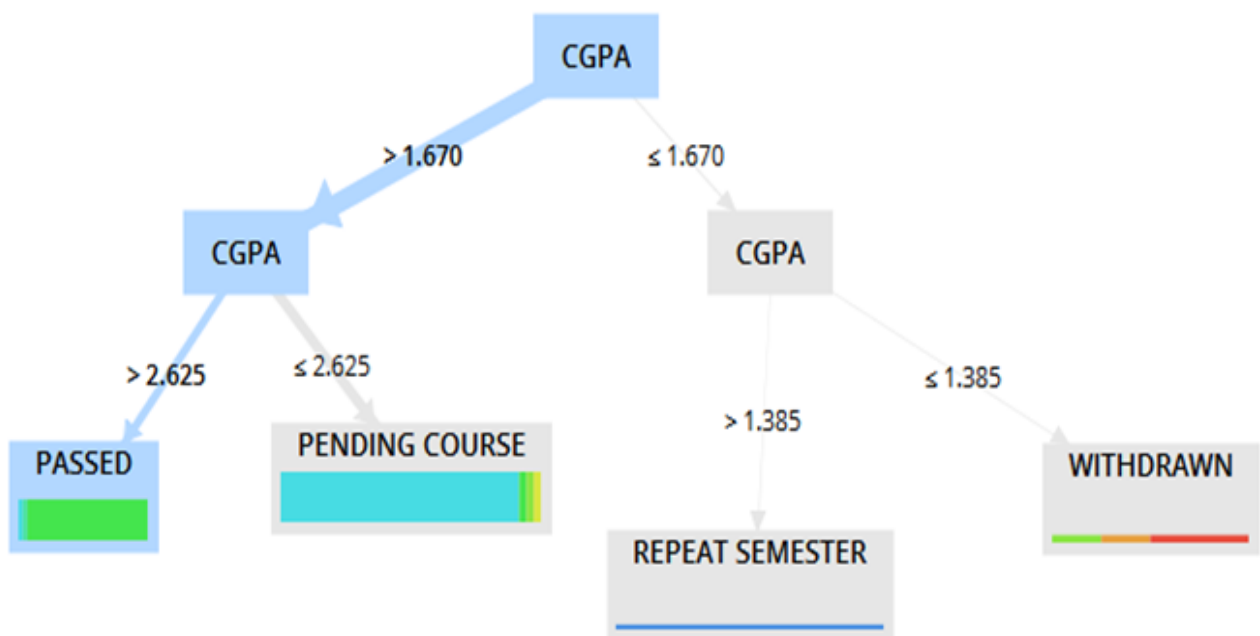 CGPA
> 1.670
≤ 1.670
CGPA
CGPA
> 2.625
≤ 2.625
> 1.385
≤ 1.385
PASSED
PENDING COURSE
REPEAT SEMESTER
WITHDRAWN